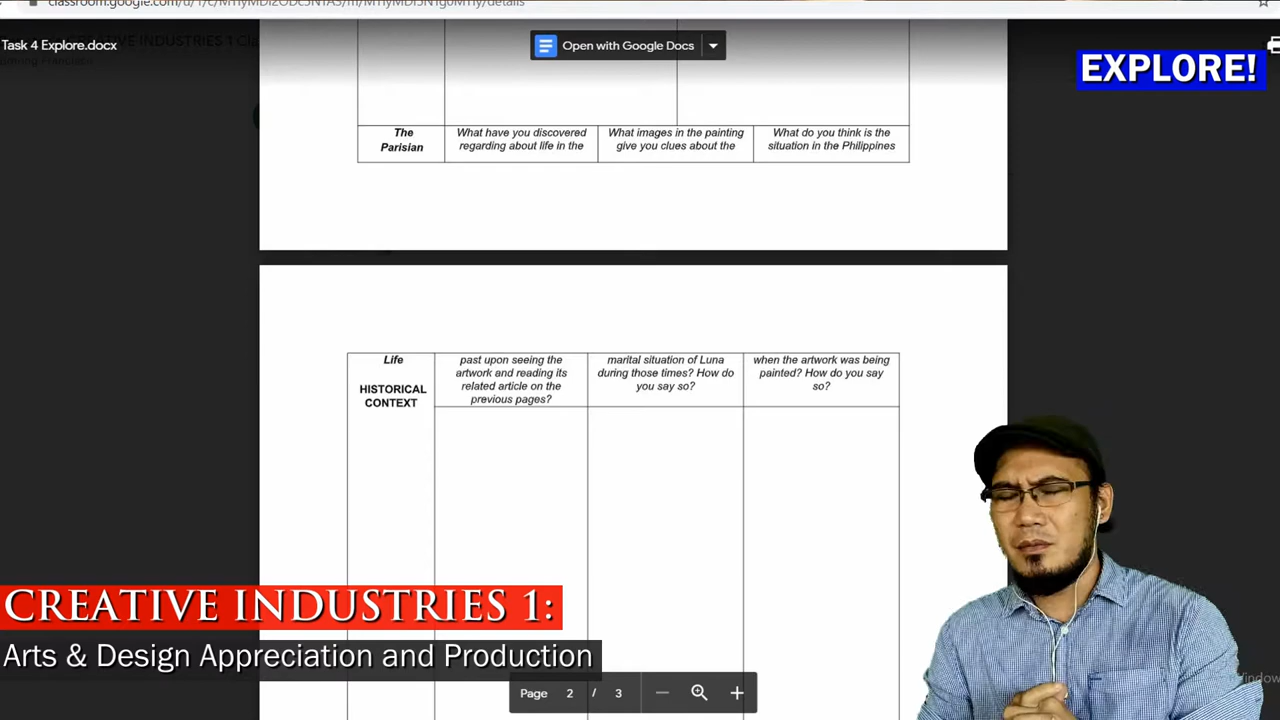 Task 4 Explore.docx
Open with Google Docs
EXPLORE!
The
Parisian
What have you discovered
regarding about life in the
What images in the painting
give you clues about the
What do you think is the
situation in the Philippines
Life
HISTORICAL
CONTEXT
past upon seeing the
artwork and reading its
related article on the
previous pages?
marital situation of Luna
during those times? How do
you say so?
when the artwork was being
painted? How do you say
so?
CREATIVE INDUSTRIES 1:
Arts & Design Appreciation and Production
Page 2 / 3